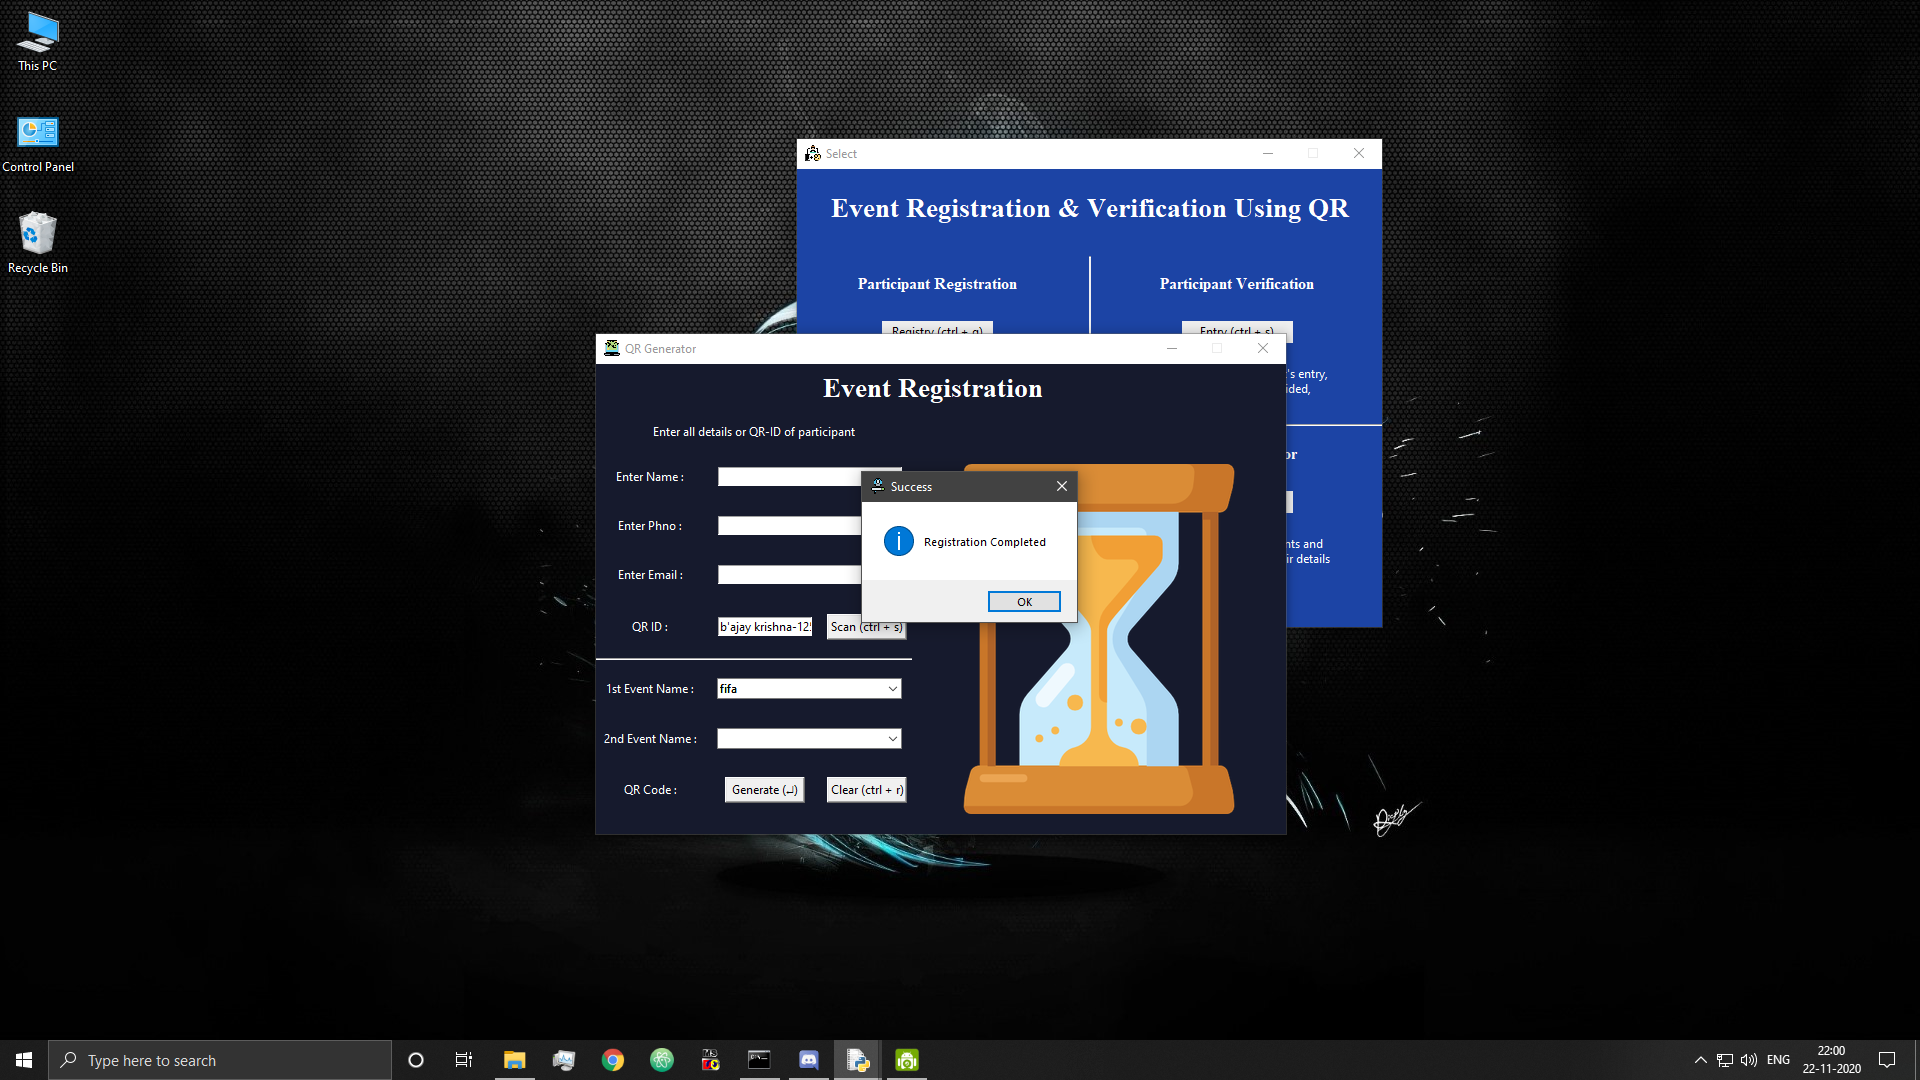 This PC
Control Panel
Recycle Bin
Select
Event Registration & Verification Using QR
Participant Registration
Participant Verification
Registry (ctrl + q)
Entry (ctrl + s)
's entry,
ided,
or
nts and
ir details
QR Generator
Event Registration
Enter all details or QR-ID of participant
Enter Name :
Enter Phno :
Enter Email :
QR ID :
b'ajay krishna-125
Scan (ctrl + s)
1st Event Name :
fifa
2nd Event Name :
QR Code :
Generate (↵)
Clear (ctrl + r)
Success
Registration Completed
OK
Type here to search
ENG
22:00
22-11-2020